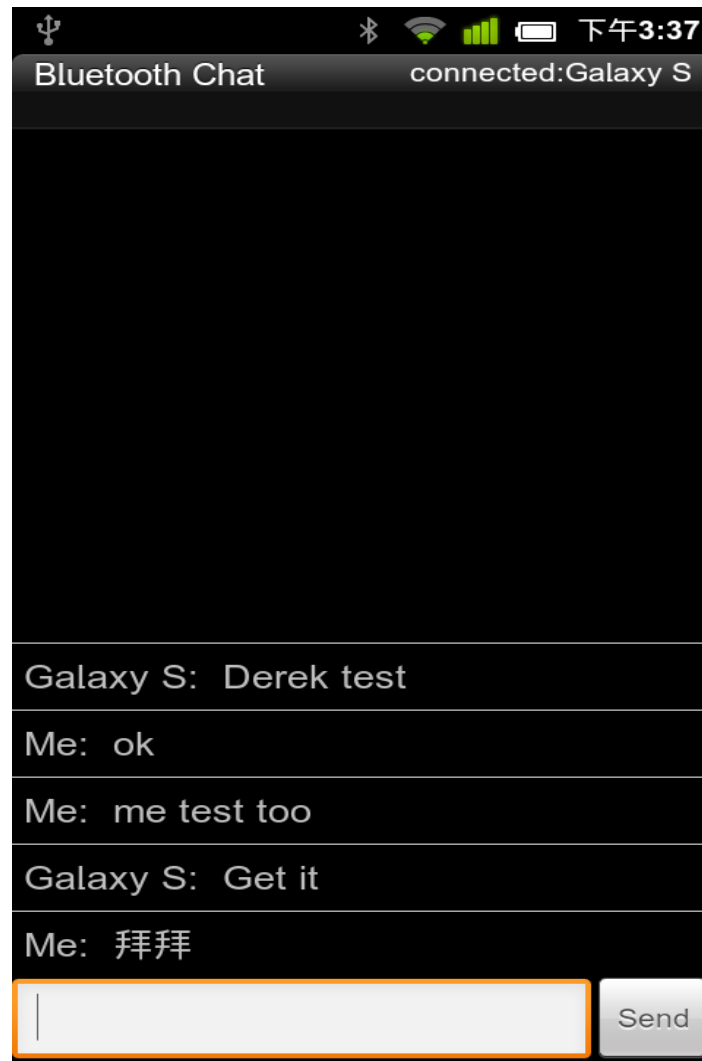 下午3:37
Bluetooth Chat connected:Galaxy S
Galaxy S: Derek test
Me: ok
Me: me test too
Galaxy S: Get it
Me: 拜拜
Send